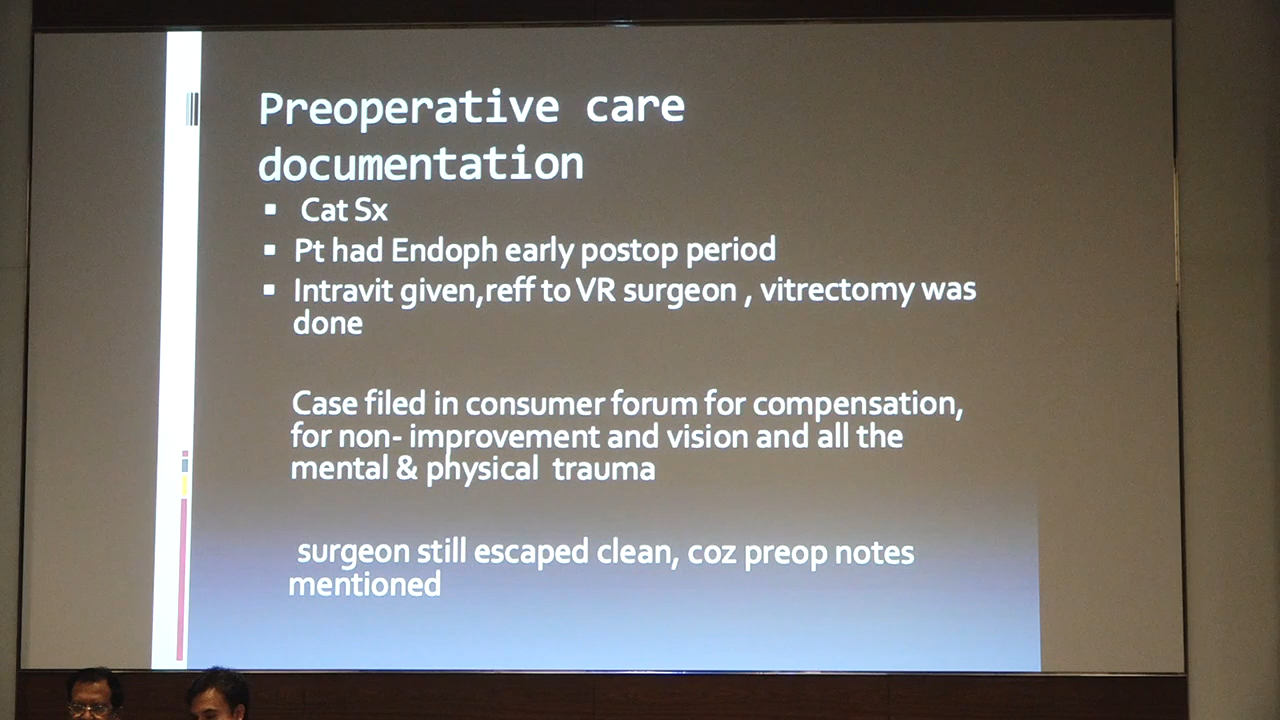 Preoperative care
documentation
Cat Sx
Pt had Endoph early postop period
Intravit given,reff to VR surgeon , vitrectomy was
done
Case filed in consumer forum for compensation,
for non- improvement and vision and all the
mental & physical trauma
surgeon still escaped clean, coz preop notes
mentioned